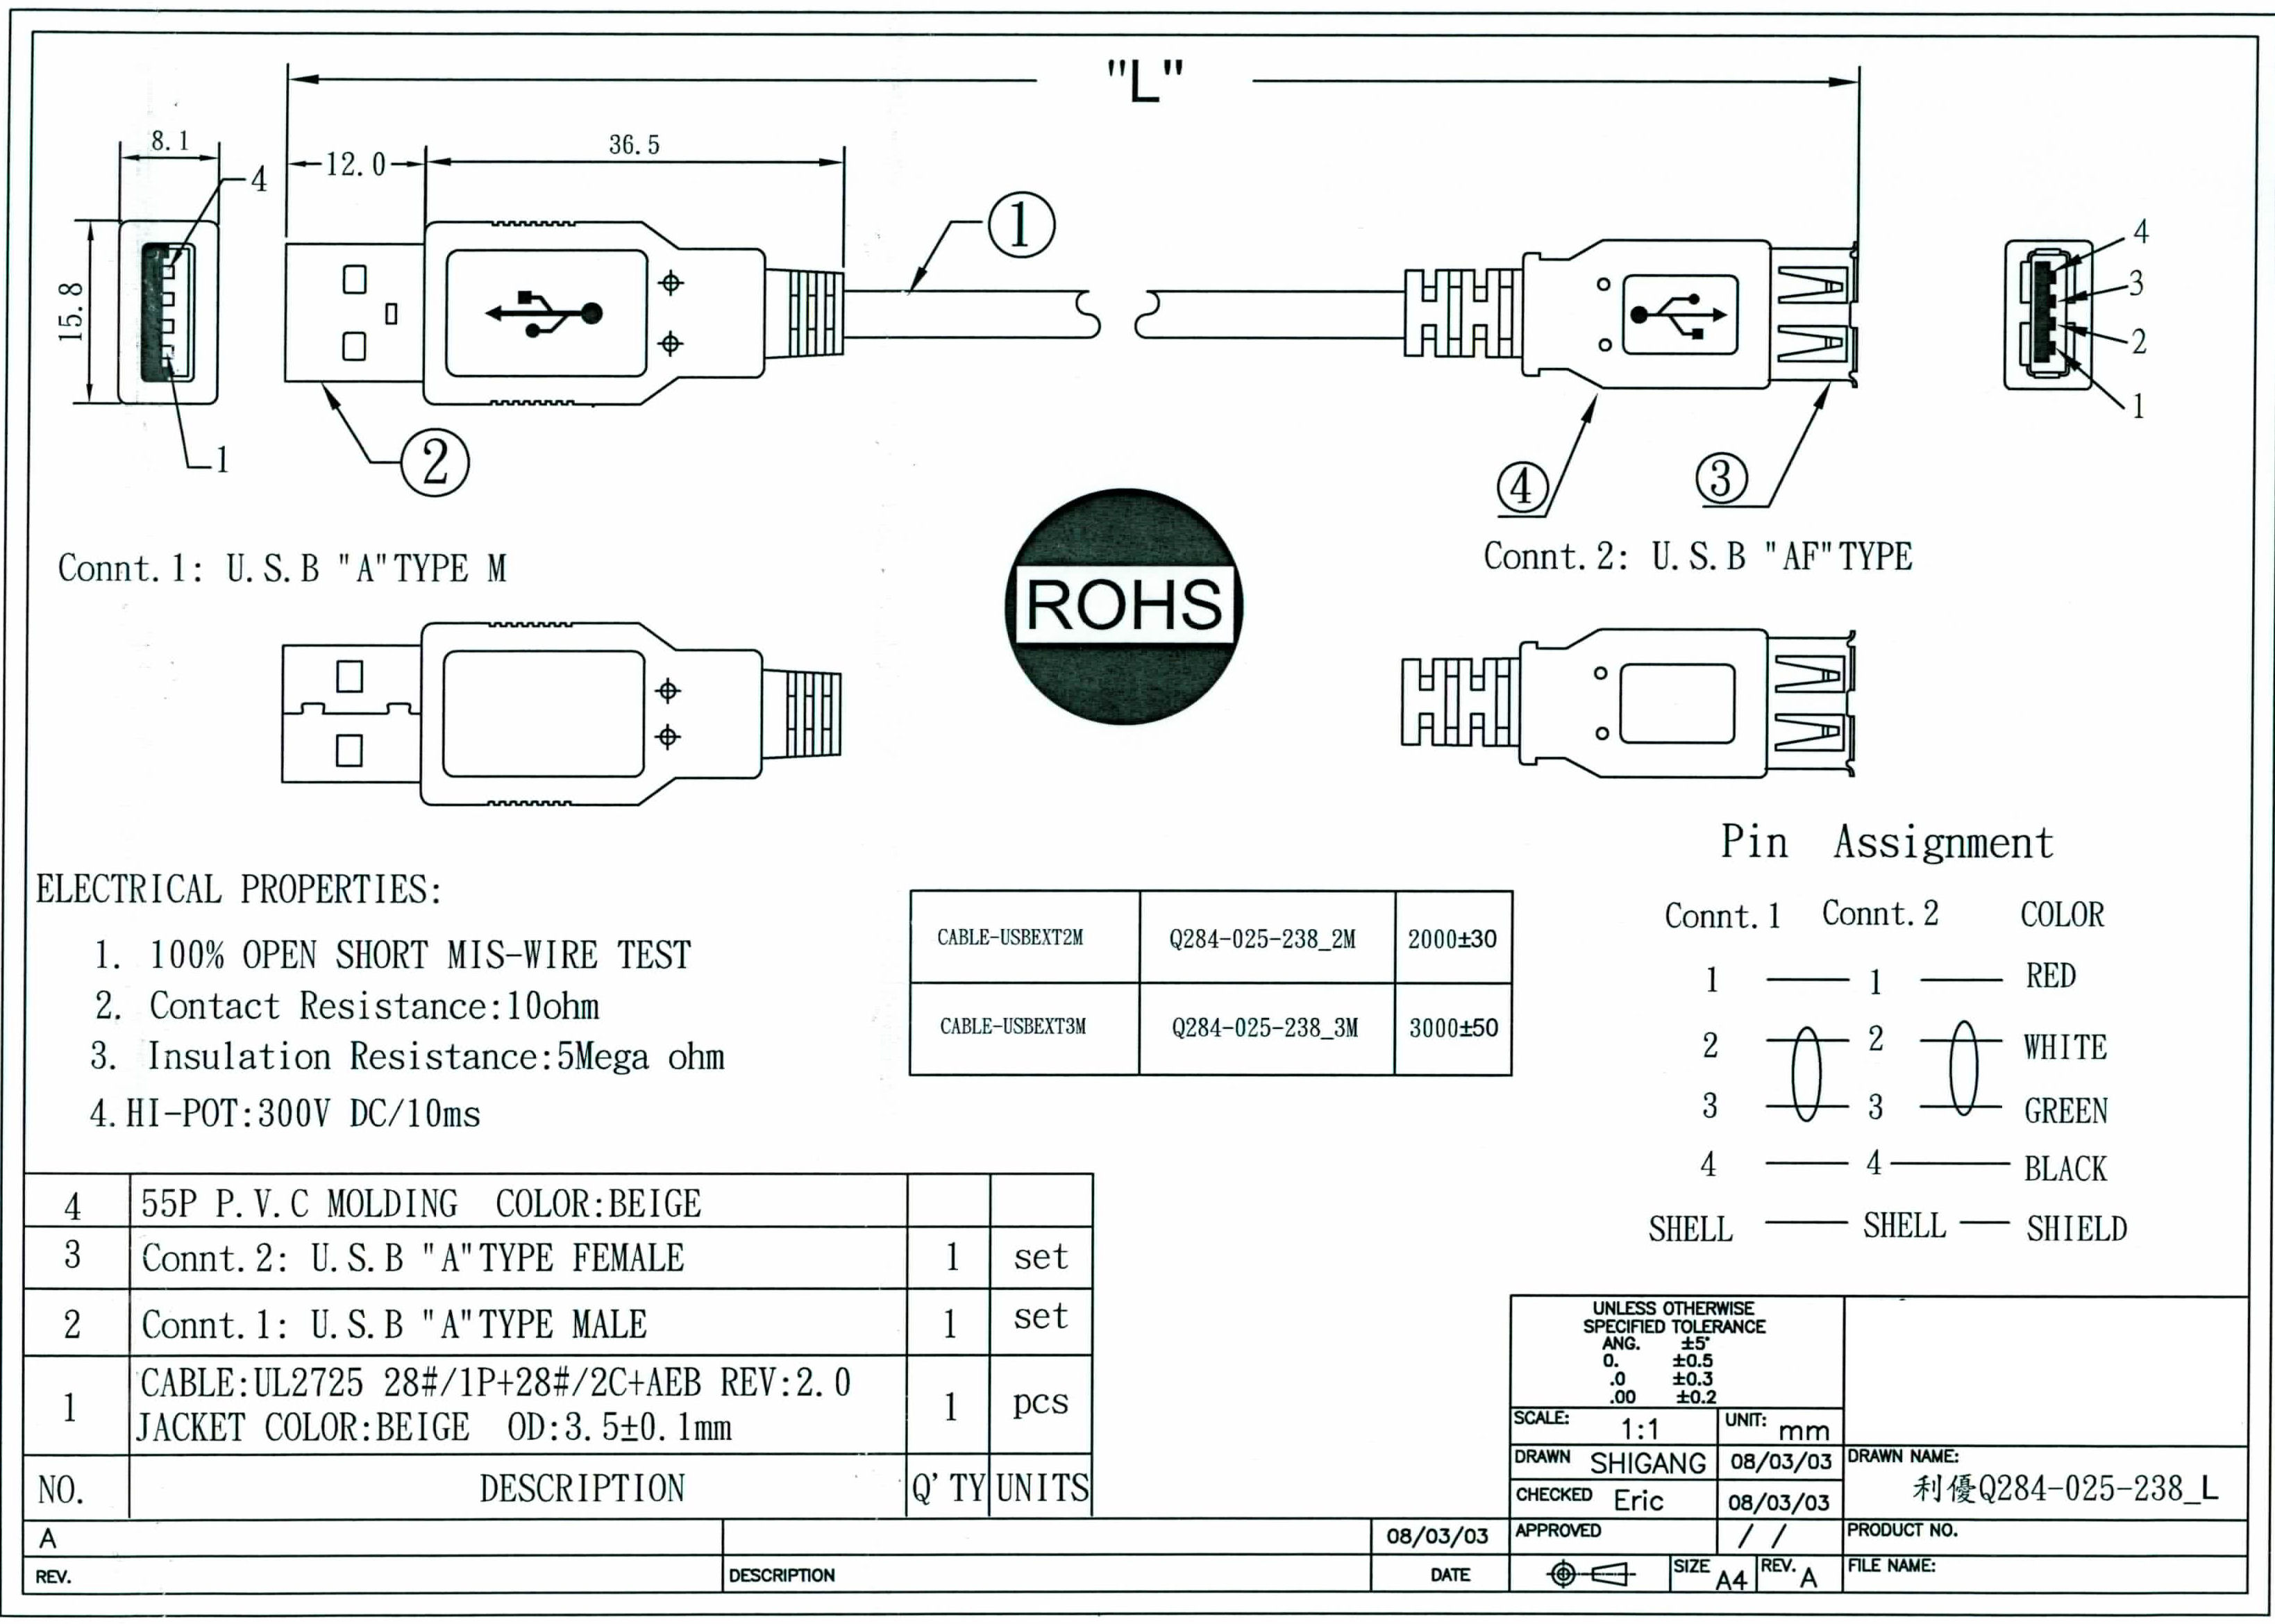 "L"
8.1
12.0
36.5
4
15.8
1
①
②
4
3
2
1
④
③
Connt.1: U.S.B "A"TYPE M
Connt.2: U.S.B "AF"TYPE
ROHS
Pin Assignment
Connt.1 Connt.2 COLOR
1 1 RED
2 2 WHITE
3 3 GREEN
4 4 BLACK
SHELL SHELL SHIELD
ELECTRICAL PROPERTIES:
1. 100% OPEN SHORT MIS-WIRE TEST
2. Contact Resistance:10ohm
3. Insulation Resistance:5Mega ohm
4.HI-POT:300V DC/10ms
CABLE-USBEXT2M Q284-025-238_2M 2000±30
CABLE-USBEXT3M Q284-025-238_3M 3000±50
4 55P P.V.C MOLDING COLOR:BEIGE
3 Connt.2: U.S.B "A"TYPE FEMALE 1 set
2 Connt.1: U.S.B "A"TYPE MALE 1 set
1 CABLE:UL2725 28#/1P+28#/2C+AEB REV:2.0 1 pcs
JACKET COLOR:BEIGE OD:3.5±0.1mm
NO. DESCRIPTION Q'TY UNITS
UNLESS OTHERWISE
SPECIFIED TOLERANCE
ANG. ±5°
0. ±0.5
.0 ±0.3
.00 ±0.2
SCALE: 1:1 UNIT: mm
DRAWN SHIGANG 08/03/03 DRAWN NAME:
利優Q284-025-238_L
CHECKED Eric 08/03/03
A 08/03/03 APPROVED / / PRODUCT NO.
REV. DESCRIPTION DATE SIZE A4 REV. A FILE NAME: